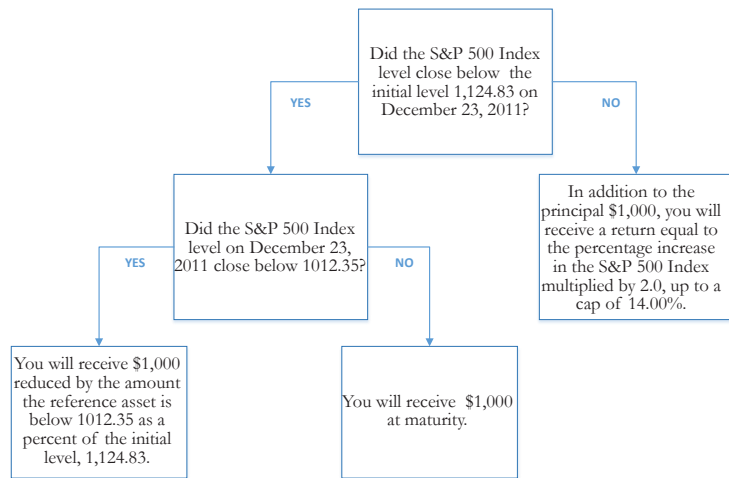 Did the S&P 500 Index
level close below the
initial level 1,124.83 on
December 23, 2011?
YES
NO
Did the S&P 500 Index
level on December 23,
2011 close below 1012.35?
In addition to the
principal $1,000, you will
receive a return equal to
the percentage increase
in the S&P 500 Index
multiplied by 2.0, up to a
cap of 14.00%.
YES
NO
You will receive $1,000
reduced by the amount
the reference asset is
below 1012.35 as a
percent of the initial
level, 1,124.83.
You will receive $1,000
at maturity.